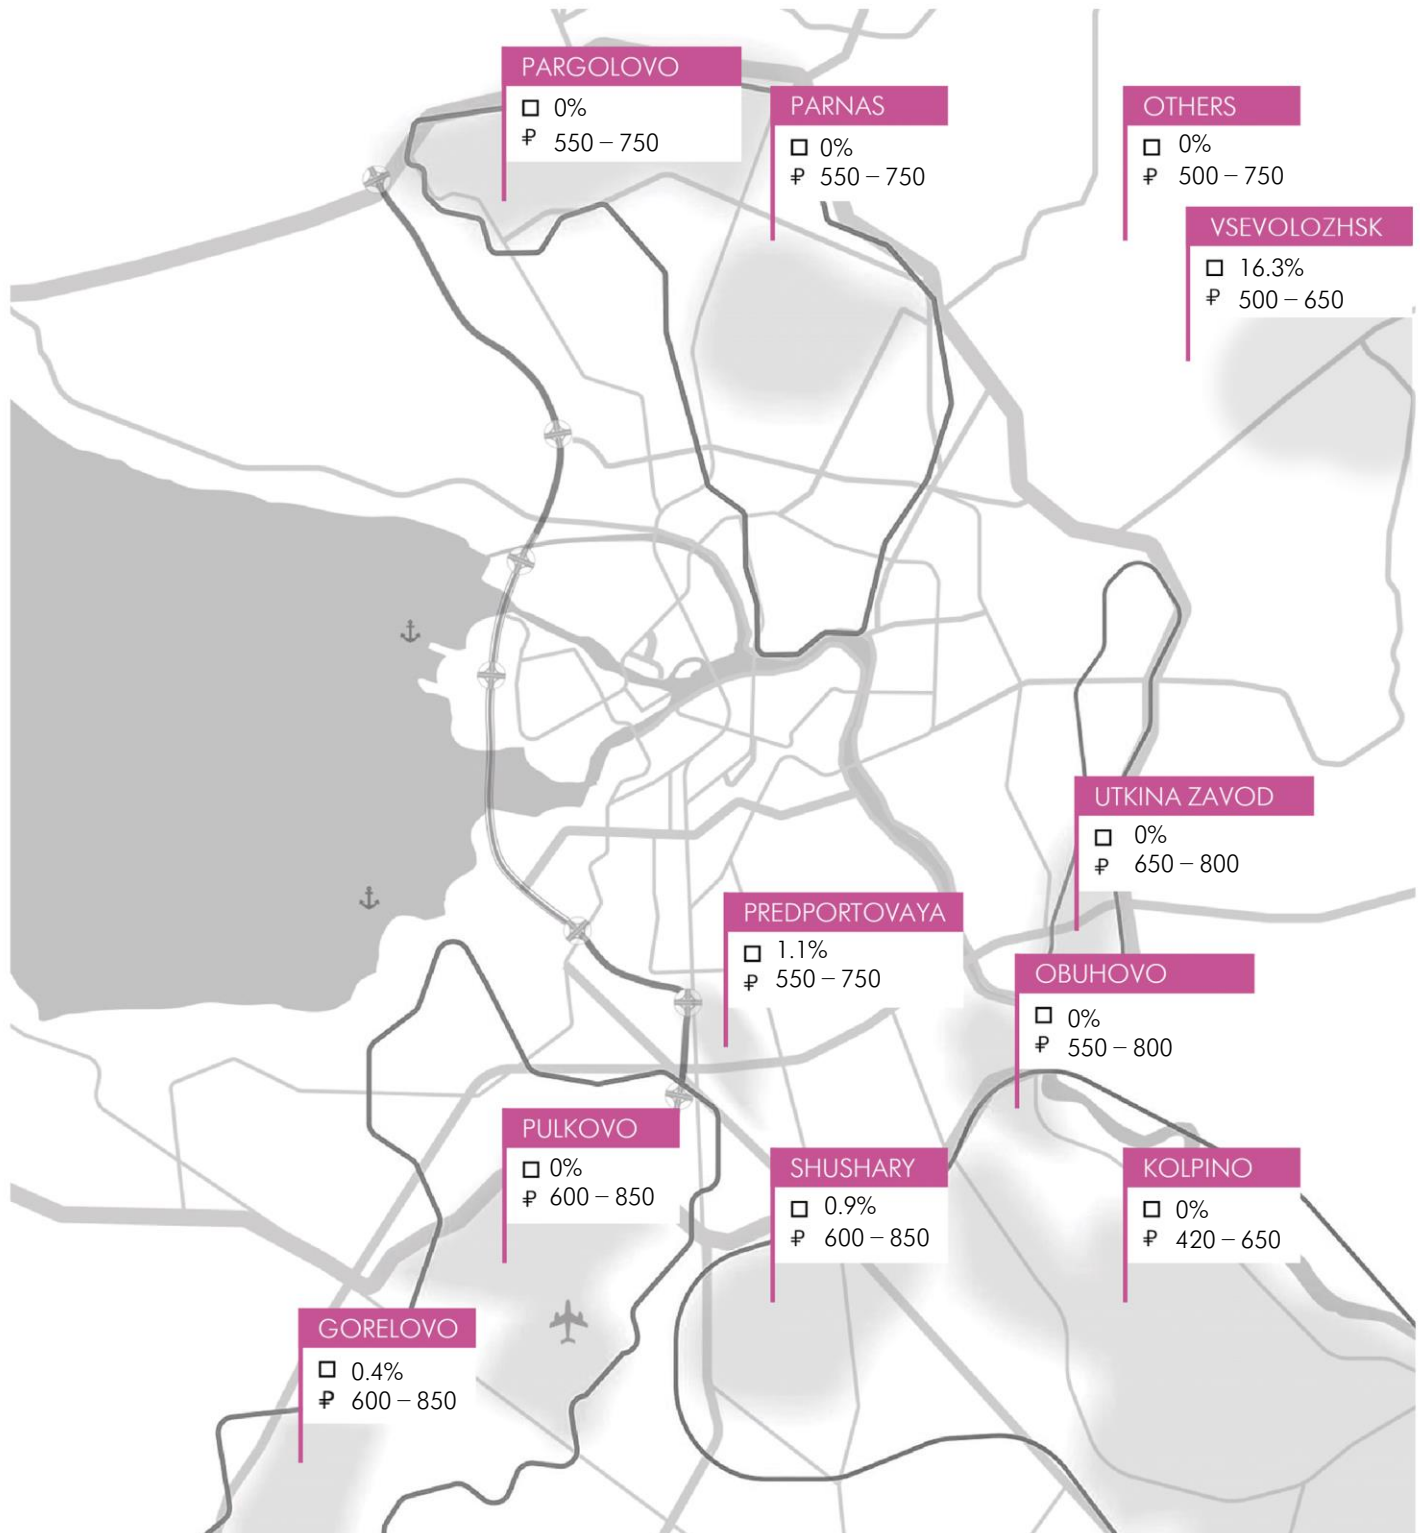 PARGOLOVO
0%
₽ 550 – 750
PARNAS
0%
₽ 550 – 750
OTHERS
0%
₽ 500 – 750
VSEVOLOZHSK
16.3%
₽ 500 – 650
UTKINA ZAVOD
0%
₽ 650 – 800
PREDPORTOVAYA
1.1%
₽ 550 – 750
OBUHOVO
0%
₽ 550 – 800
PULKOVO
0%
₽ 600 – 850
SHUSHARY
0.9%
₽ 600 – 850
KOLPINO
0%
₽ 420 – 650
GORELOVO
0.4%
₽ 600 – 850